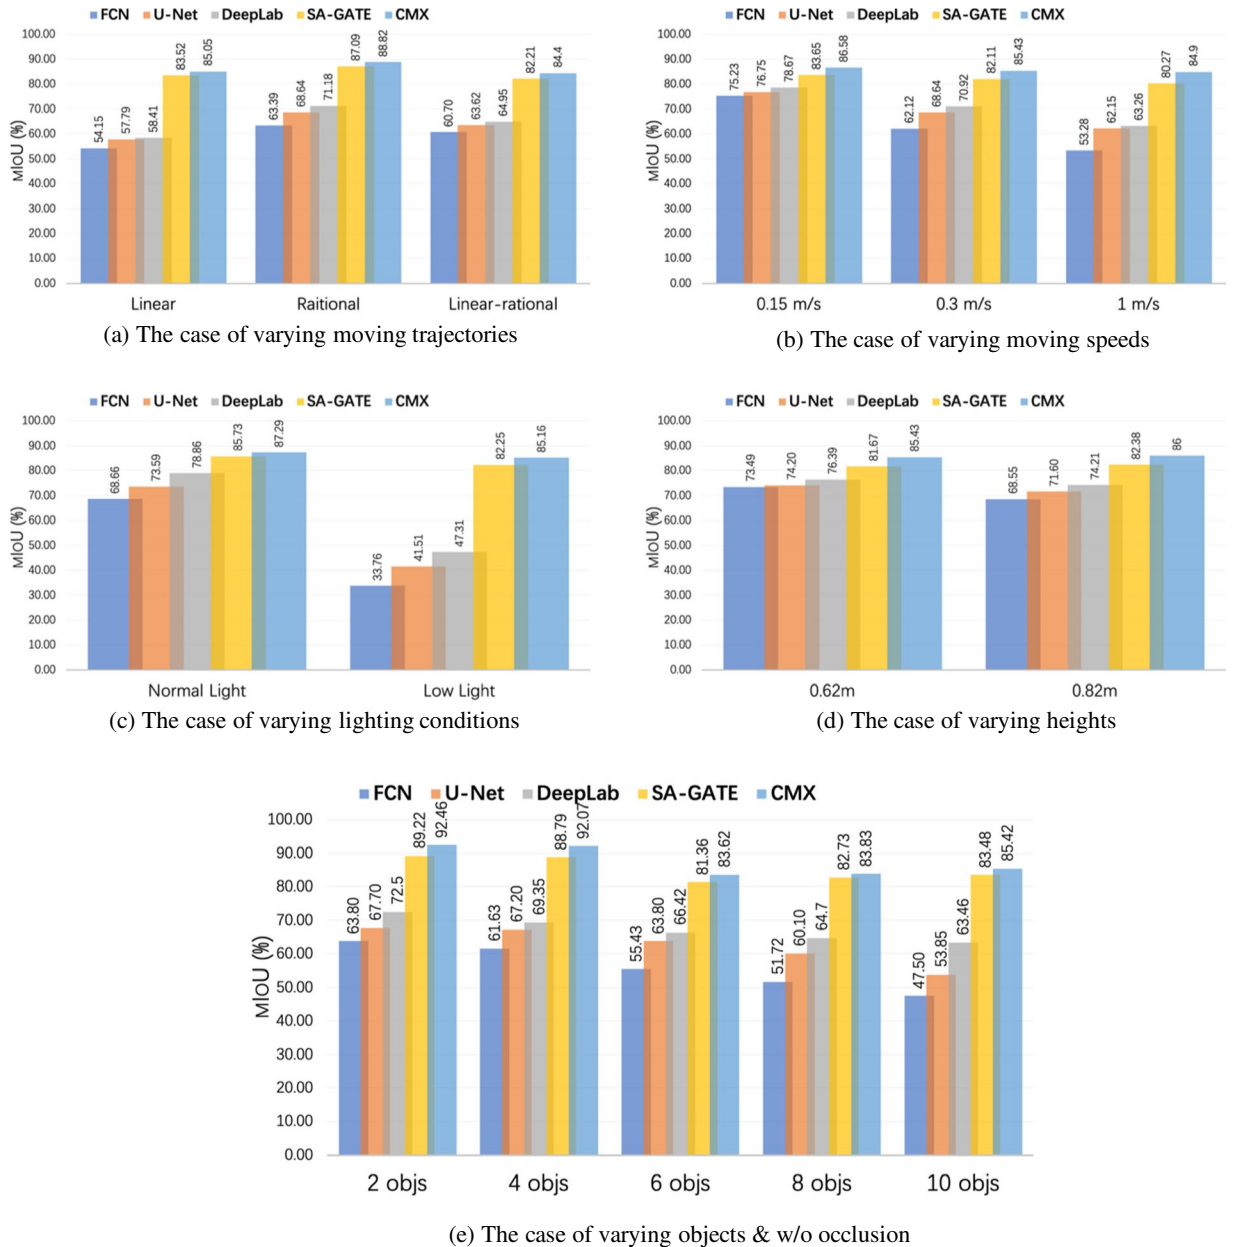 FCN U-Net DeepLab SA-GATE CMX
100.00
90.00
80.00
70.00
60.00
50.00
40.00
30.00
20.00
10.00
0.00
MIoU (%)
54.15 57.79 58.41 83.52 85.05
63.39 68.64 71.18 87.09 88.82
60.70 63.62 64.95 82.21 84.4
Linear Raitional Linear-rational
(a) The case of varying moving trajectories
FCN U-Net DeepLab SA-GATE CMX
100.00
90.00
80.00
70.00
60.00
50.00
40.00
30.00
20.00
10.00
0.00
MIoU (%)
75.23 76.75 78.67 83.65 86.58
62.12 68.64 70.92 82.11 85.43
53.28 62.15 63.26 80.27 84.9
0.15 m/s 0.3 m/s 1 m/s
(b) The case of varying moving speeds
FCN U-Net DeepLab SA-GATE CMX
100.00
90.00
80.00
70.00
60.00
50.00
40.00
30.00
20.00
10.00
0.00
MIoU (%)
68.66 73.59 78.86 85.73 87.29
33.76 41.51 47.31 82.25 85.16
Normal Light Low Light
(c) The case of varying lighting conditions
FCN U-Net DeepLab SA-GATE CMX
100.00
90.00
80.00
70.00
60.00
50.00
40.00
30.00
20.00
10.00
0.00
MIoU (%)
73.49 74.20 76.39 81.67 85.43
68.55 71.60 74.21 82.38 86
0.62m 0.82m
(d) The case of varying heights
FCN U-Net DeepLab SA-GATE CMX
100.00
90.00
80.00
70.00
60.00
50.00
40.00
30.00
20.00
10.00
0.00
MIoU (%)
63.80 67.70 72.5 89.22 92.46
61.63 67.20 69.35 88.79 92.07
55.43 63.80 66.42 81.36 83.62
51.72 60.10 64.7 82.73 83.83
47.50 53.85 63.46 83.48 85.42
2 objs 4 objs 6 objs 8 objs 10 objs
(e) The case of varying objects & w/o occlusion